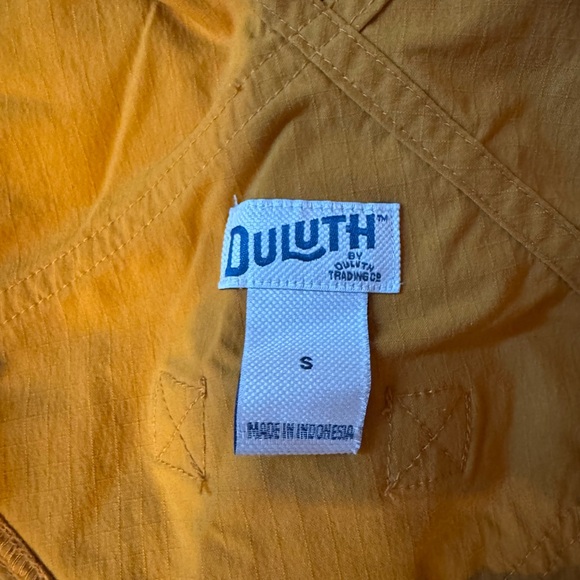 DULUTH™
BY
DULUTH
TRADING CO
S
MADE IN INDONESIA